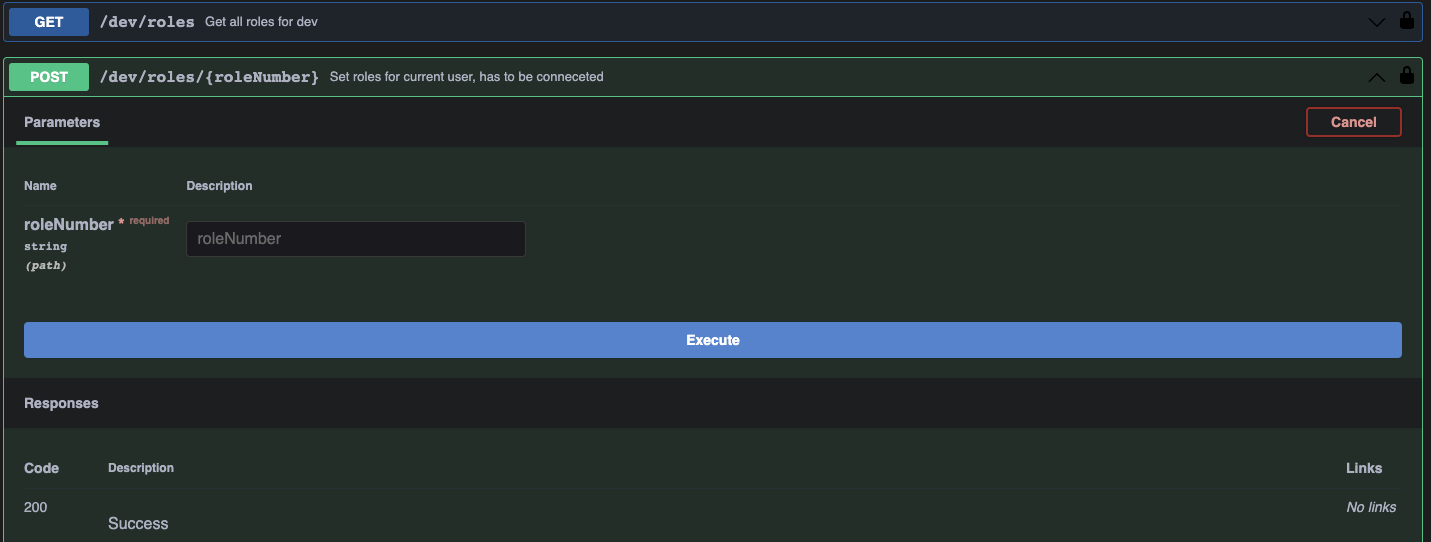 GET /dev/roles Get all roles for dev
POST /dev/roles/{roleNumber} Set roles for current user, has to be conneceted
Parameters Cancel
Name Description
roleNumber * required
string
(path)
roleNumber
Execute
Responses
Code Description Links
200 No links
Success